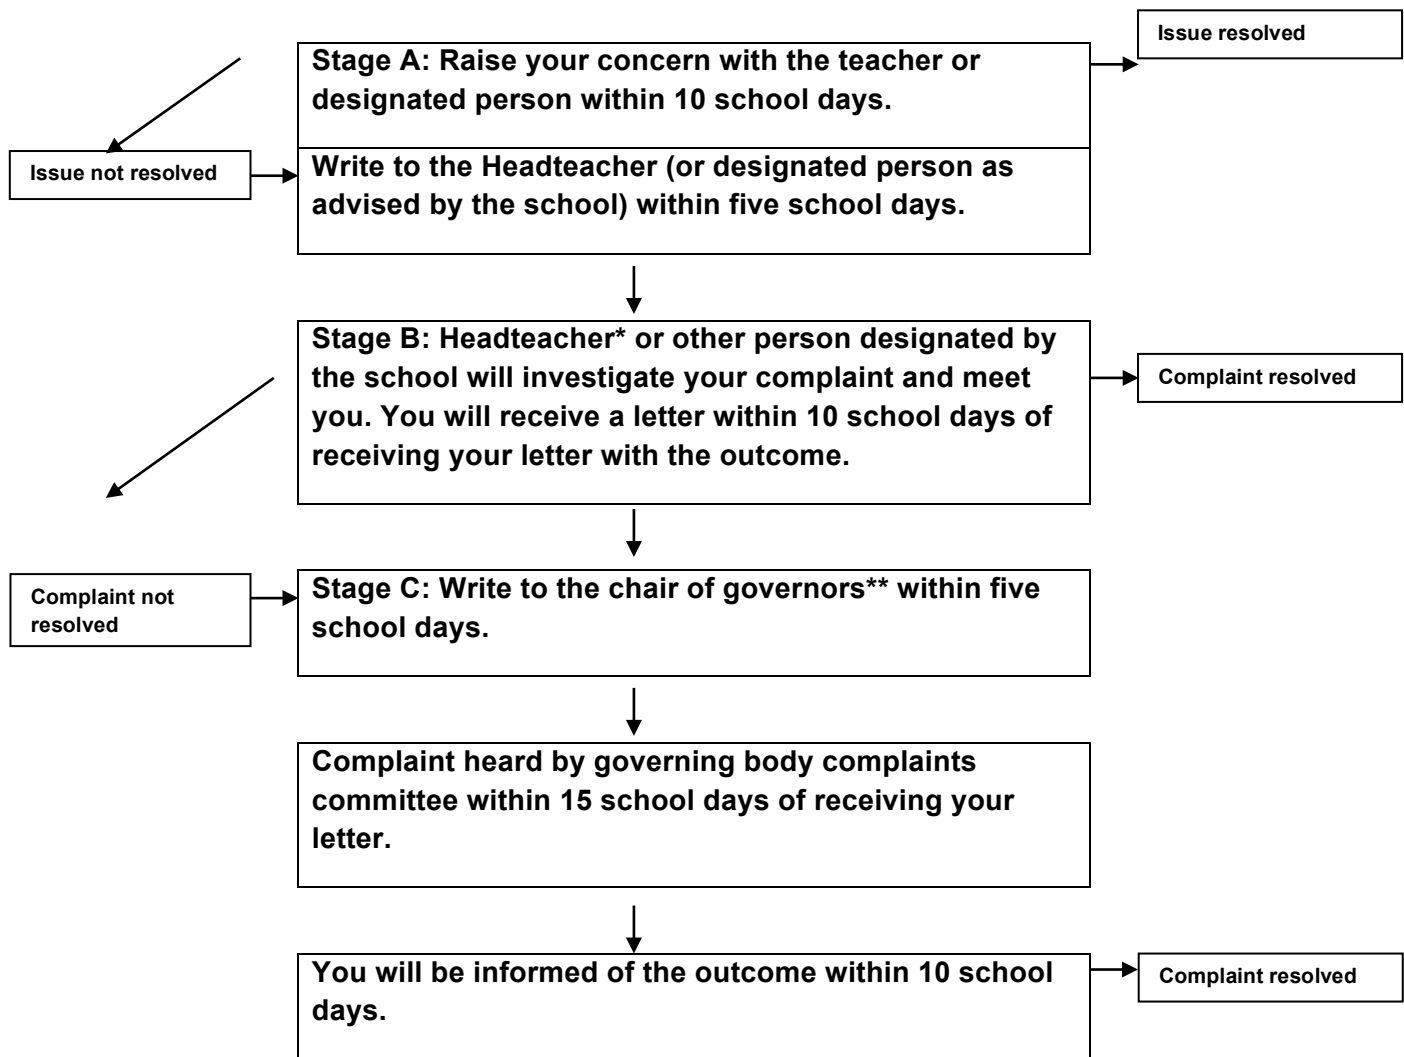 Issue resolved
Stage A: Raise your concern with the teacher or
designated person within 10 school days.
Issue not resolved
Write to the Headteacher (or designated person as
advised by the school) within five school days.
Stage B: Headteacher* or other person designated by
the school will investigate your complaint and meet
you. You will receive a letter within 10 school days of
receiving your letter with the outcome.
Complaint resolved
Complaint not
resolved
Stage C: Write to the chair of governors** within five
school days.
Complaint heard by governing body complaints
committee within 15 school days of receiving your
letter.
You will be informed of the outcome within 10 school
days.
Complaint resolved